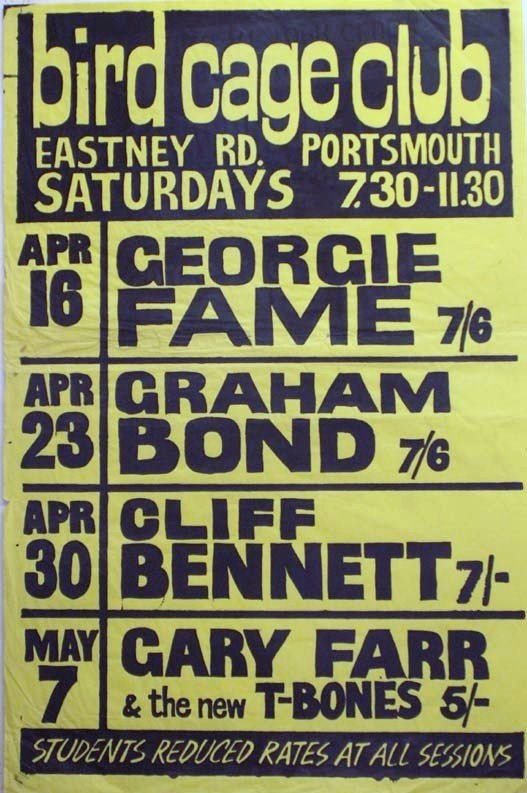 bird cage club
EASTNEY RD. PORTSMOUTH
SATURDAYS 7.30-11.30
APR
16
GEORGIE
FAME 7/6
APR
23
GRAHAM
BOND 7/6
APR
30
CLIFF
BENNETT 7/-
MAY
7
GARY FARR
& the new T-BONES 5/-
STUDENTS REDUCED RATES AT ALL SESSIONS